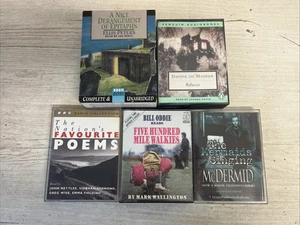 A NICE
DERANGEMENT
OF EPITAPHS
ELLIS PETERS
COMPLETE & UNABRIDGED
PENGUIN AUDIOBOOKS
DAPHNE DU MAURIER
Rebecca
The Nation's
FAVOURITE
POEMS
BILL ODDIE
READS
FIVE HUNDRED
MILE WALKIES
BY MARK WALLINGTON
The
Mermaids
Singing
McDERMID